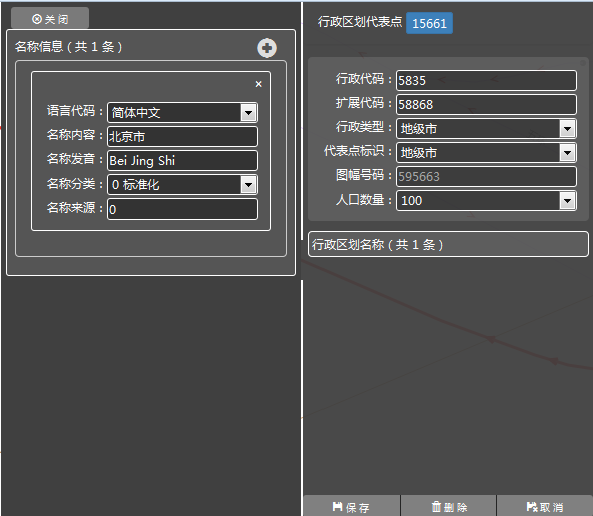 关 闭
名称信息 ( 共 1 条 )
×
语言代码 : 简体中文
名称内容 : 北京市
名称发音 : Bei Jing Shi
名称分类 : 0 标准化
名称来源 : 0
行政区划代表点 15661
行政代码 : 5835
扩展代码 : 58868
行政类型 : 地级市
代表点标识 : 地级市
图幅号码 : 595663
人口数量 : 100
行政区划名称 ( 共 1 条 )
保 存 删 除 取 消